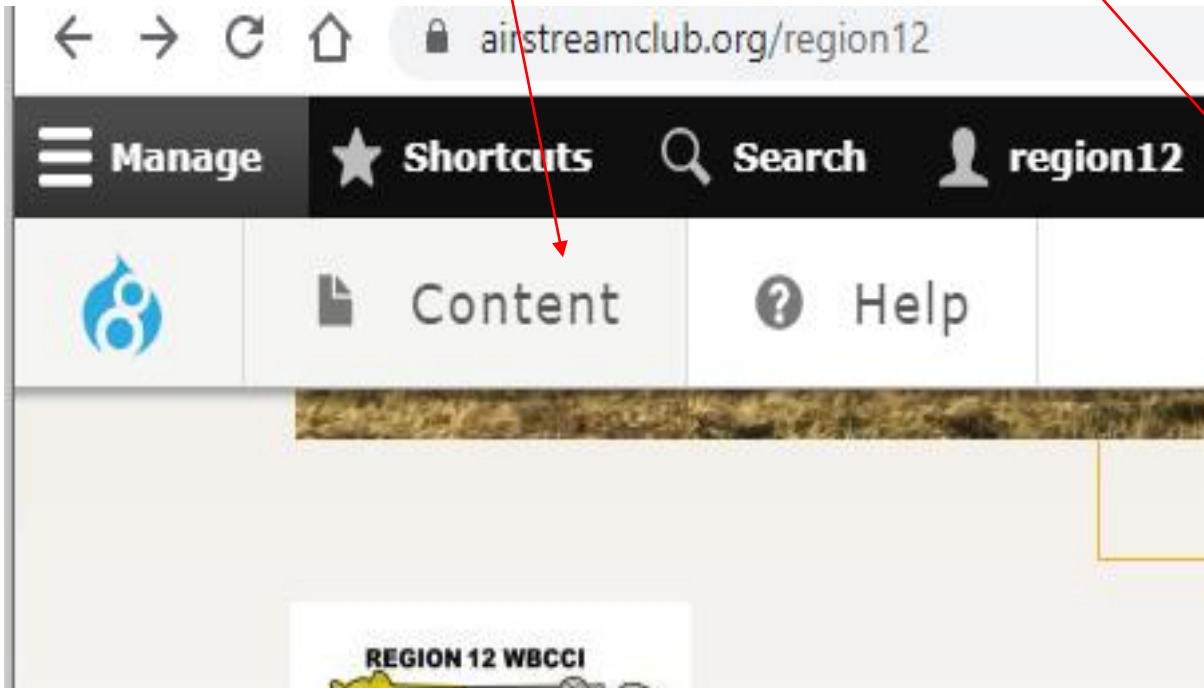 airstreamclub.org/region12
Manage Shortcuts Search region12
Content Help
REGION 12 WBCCI